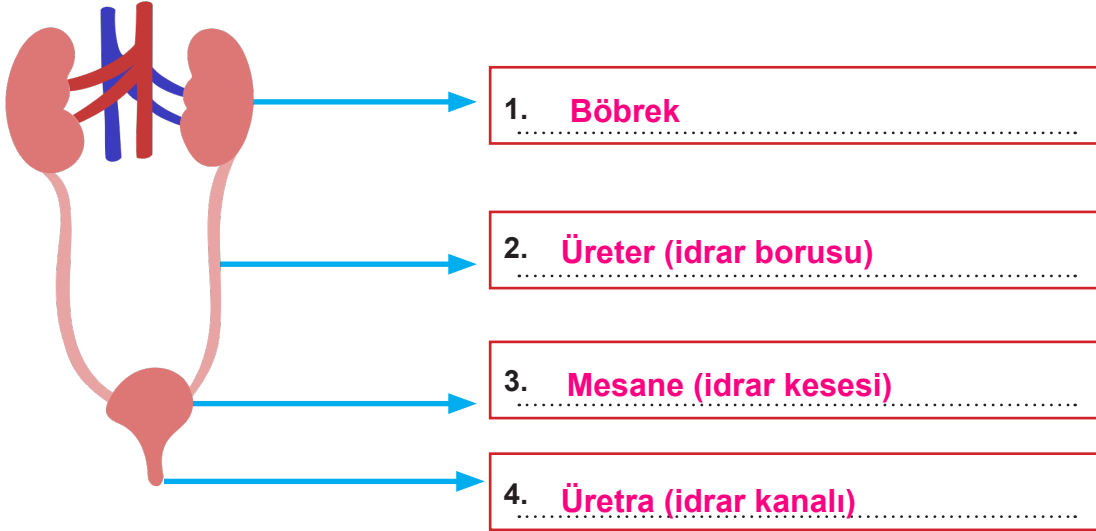 1. Böbrek
2. Üreter (idrar borusu)
3. Mesane (idrar kesesi)
4. Üretra (idrar kanalı)